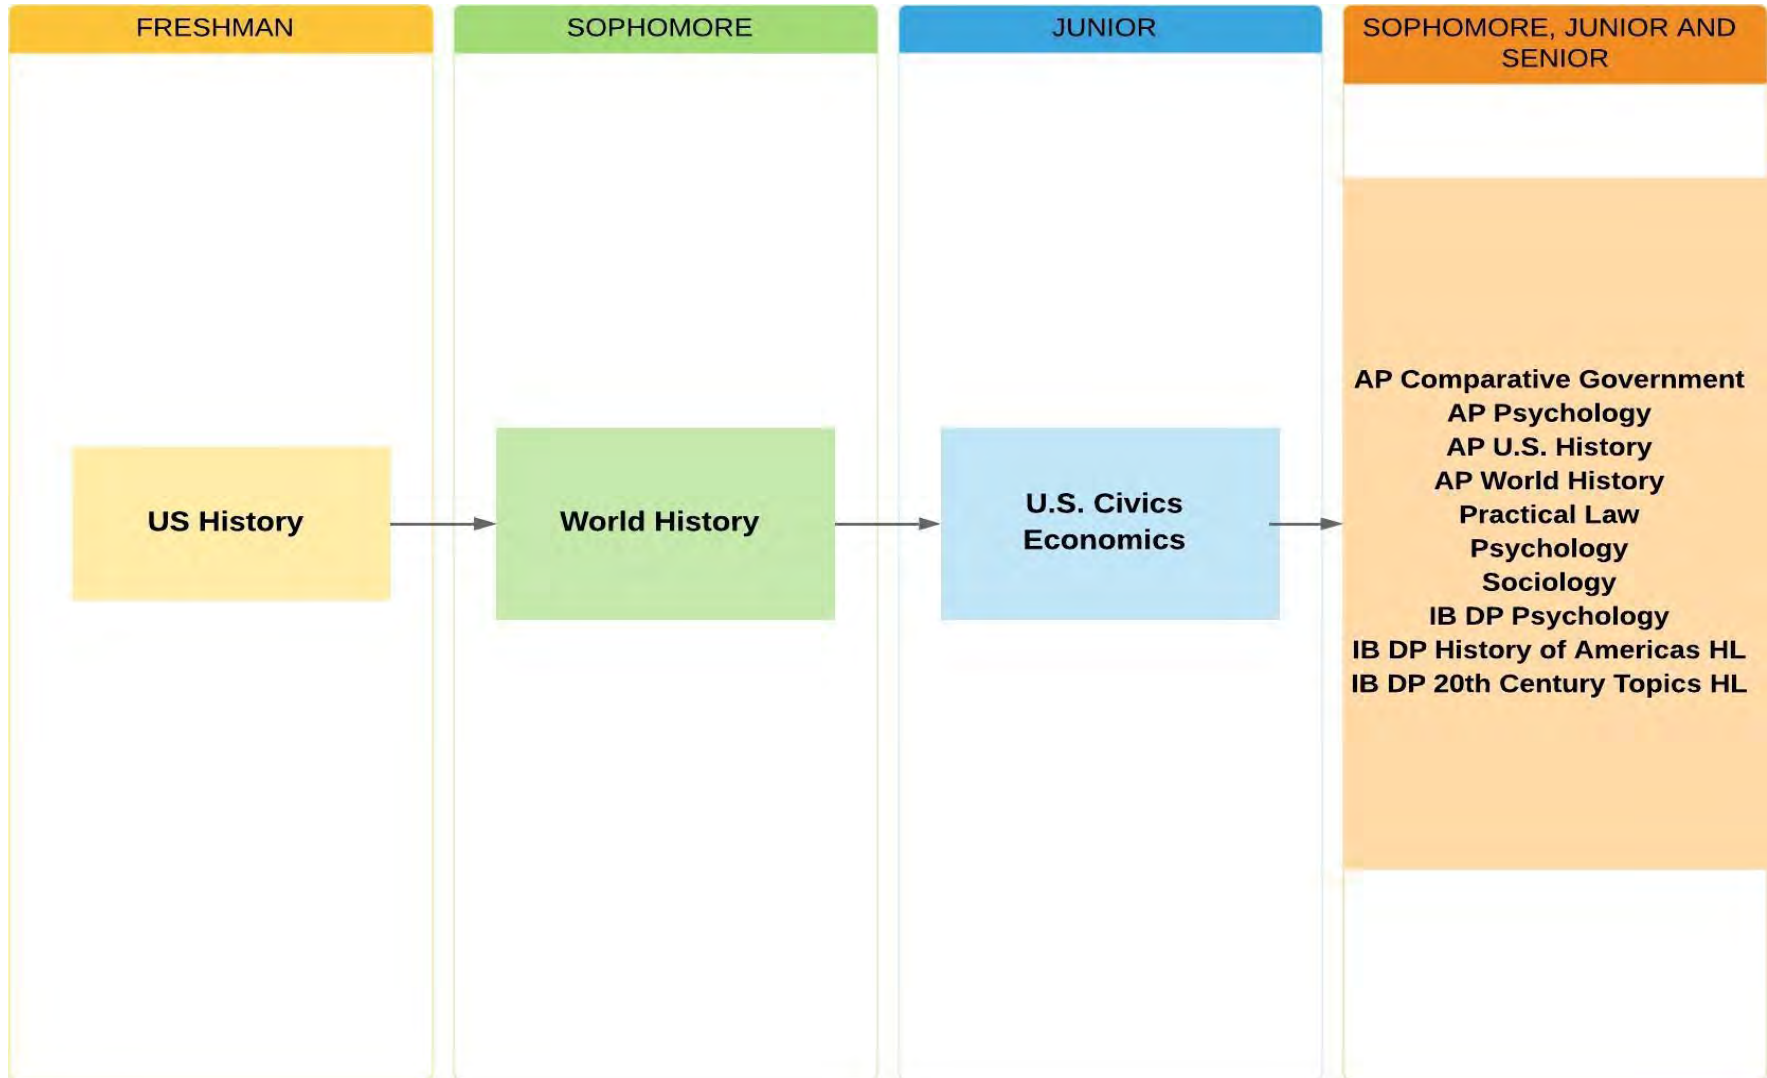 FRESHMAN
SOPHOMORE
JUNIOR
SOPHOMORE, JUNIOR AND
SENIOR
US History
World History
U.S. Civics
Economics
AP Comparative Government
AP Psychology
AP U.S. History
AP World History
Practical Law
Psychology
Sociology
IB DP Psychology
IB DP History of Americas HL
IB DP 20th Century Topics HL